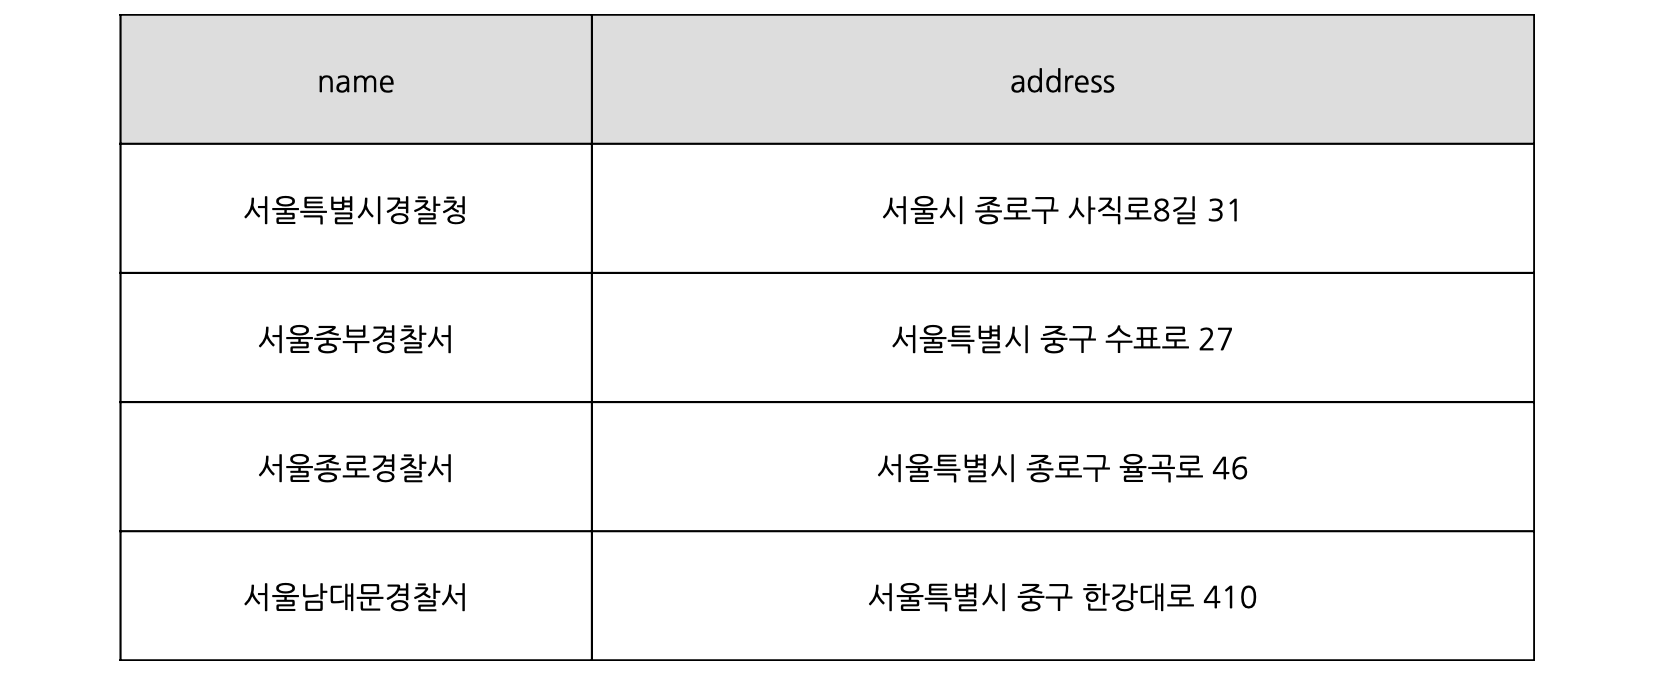 name address
서울특별시경찰청 서울시 종로구 사직로8길 31
서울중부경찰서 서울특별시 중구 수표로 27
서울종로경찰서 서울특별시 종로구 율곡로 46
서울남대문경찰서 서울특별시 중구 한강대로 410